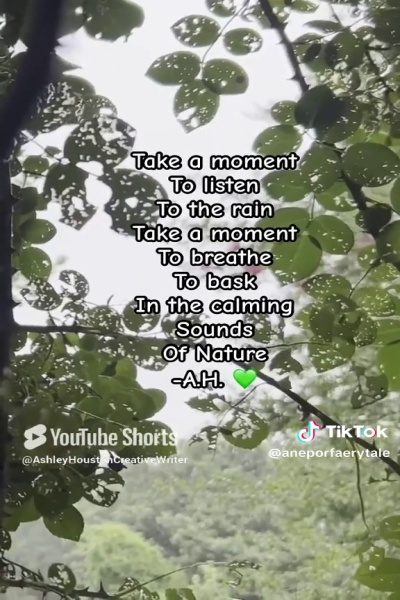 Take a moment
To listen
To the rain
Take a moment
To breathe
To bask
In the calming
Sounds
Of Nature
-A.H. 💚
YouTube Shorts
@AshleyHoustonCreativeWriter
TikTok
@aneporfaerytale